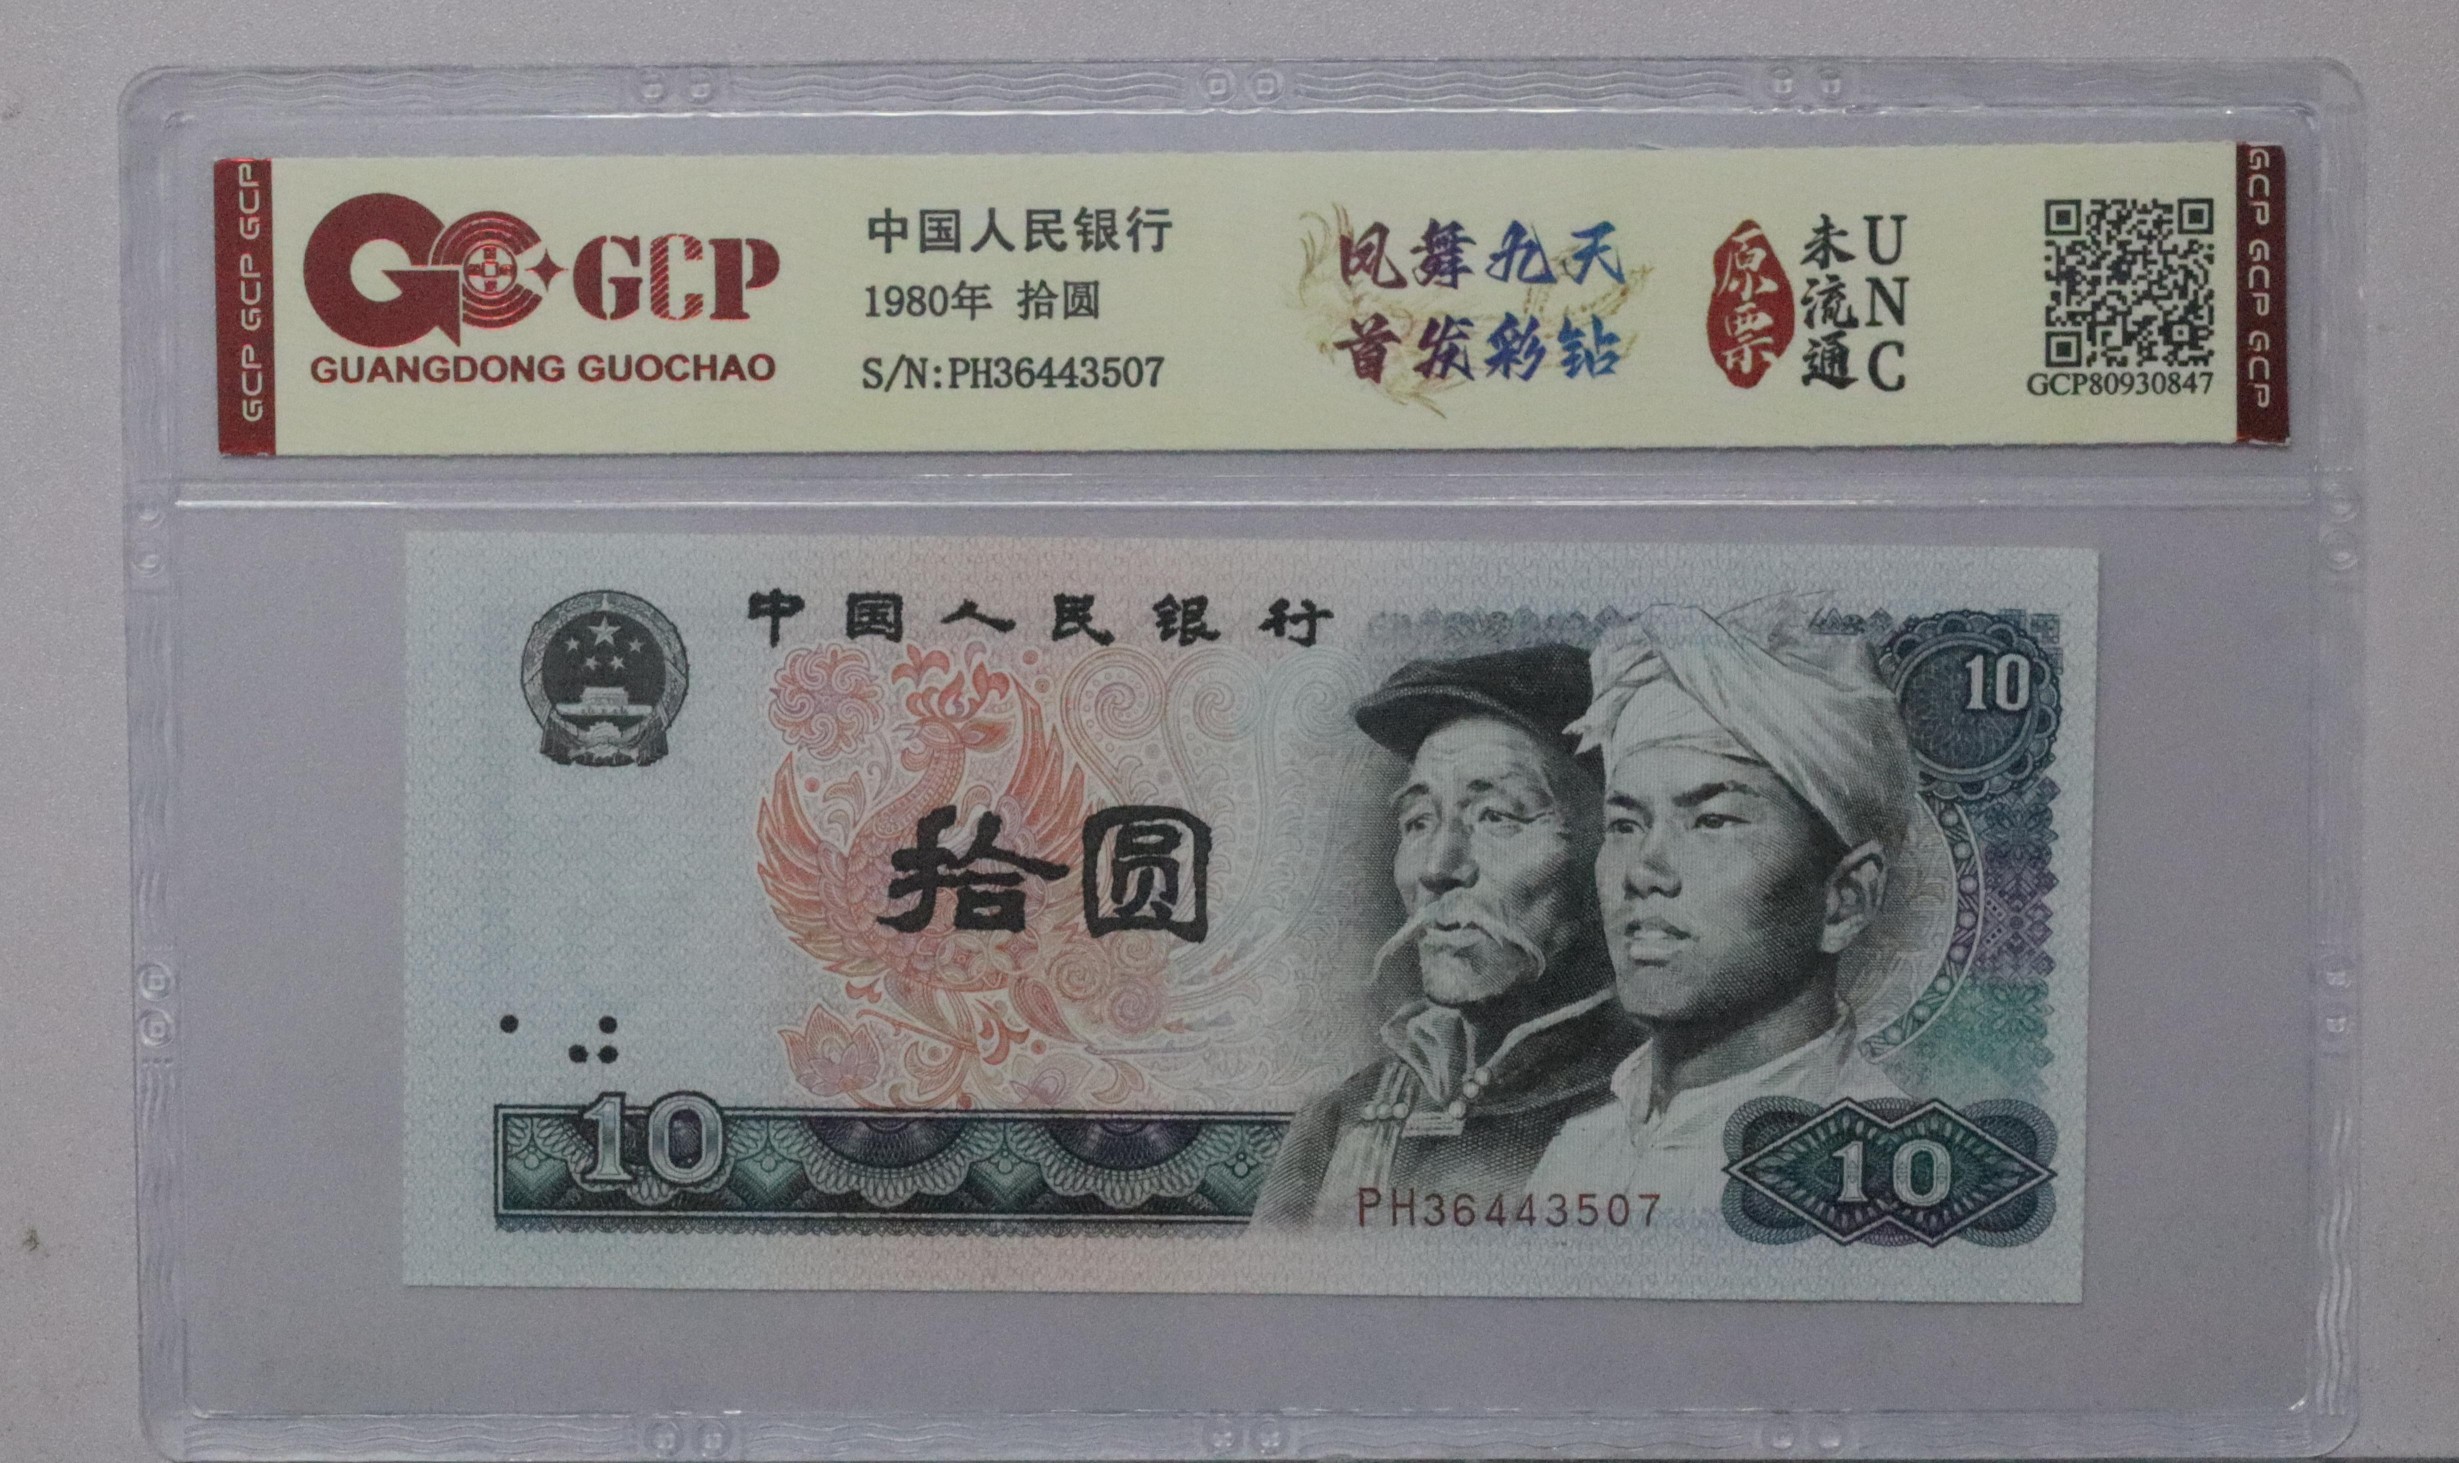 GCP GCP GCP
GCP
GUANGDONG GUOCHAO
中国人民银行
1980年 拾圆
S/N:PH36443507
凤舞九天
首发彩钻
原票
未流通
UNC
GCP80930847
GCP GCP GCP
中国人民银行
10
拾圆
10
PH36443507
10